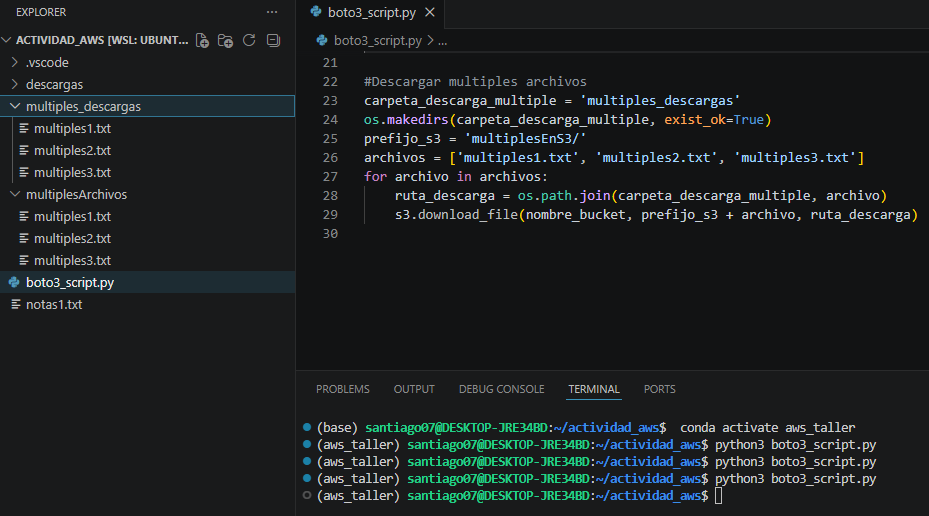 EXPLORER
ACTIVIDAD_AWS [WSL: UBUNT...
.vscode
descargas
multiples_descargas
multiples1.txt
multiples2.txt
multiples3.txt
multiplesArchivos
multiples1.txt
multiples2.txt
multiples3.txt
boto3_script.py
notas1.txt
boto3_script.py
boto3_script.py > ...
21
22 #Descargar multiples archivos
23 carpeta_descarga_multiple = 'multiples_descargas'
24 os.makedirs(carpeta_descarga_multiple, exist_ok=True)
25 prefijo_s3 = 'multiplesEnS3/'
26 archivos = ['multiples1.txt', 'multiples2.txt', 'multiples3.txt']
27 for archivo in archivos:
28 ruta_descarga = os.path.join(carpeta_descarga_multiple, archivo)
29 s3.download_file(nombre_bucket, prefijo_s3 + archivo, ruta_descarga)
30
PROBLEMS OUTPUT DEBUG CONSOLE TERMINAL PORTS
(base) santiago07@DESKTOP-JRE34BD:~/actividad_aws$ conda activate aws_taller
(aws_taller) santiago07@DESKTOP-JRE34BD:~/actividad_aws$ python3 boto3_script.py
(aws_taller) santiago07@DESKTOP-JRE34BD:~/actividad_aws$ python3 boto3_script.py
(aws_taller) santiago07@DESKTOP-JRE34BD:~/actividad_aws$ python3 boto3_script.py
(aws_taller) santiago07@DESKTOP-JRE34BD:~/actividad_aws$